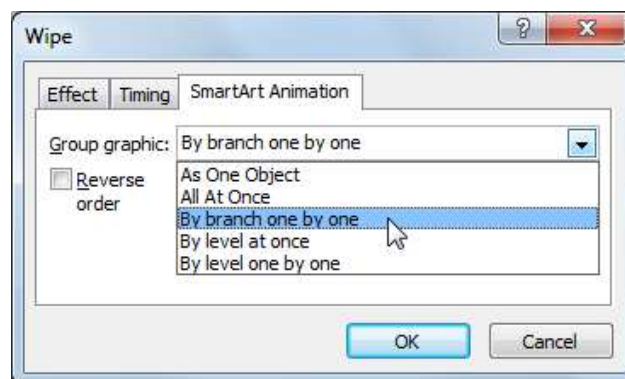 Wipe
Effect Timing SmartArt Animation
Group graphic: By branch one by one
Reverse order
As One Object
All At Once
By branch one by one
By level at once
By level one by one
OK Cancel